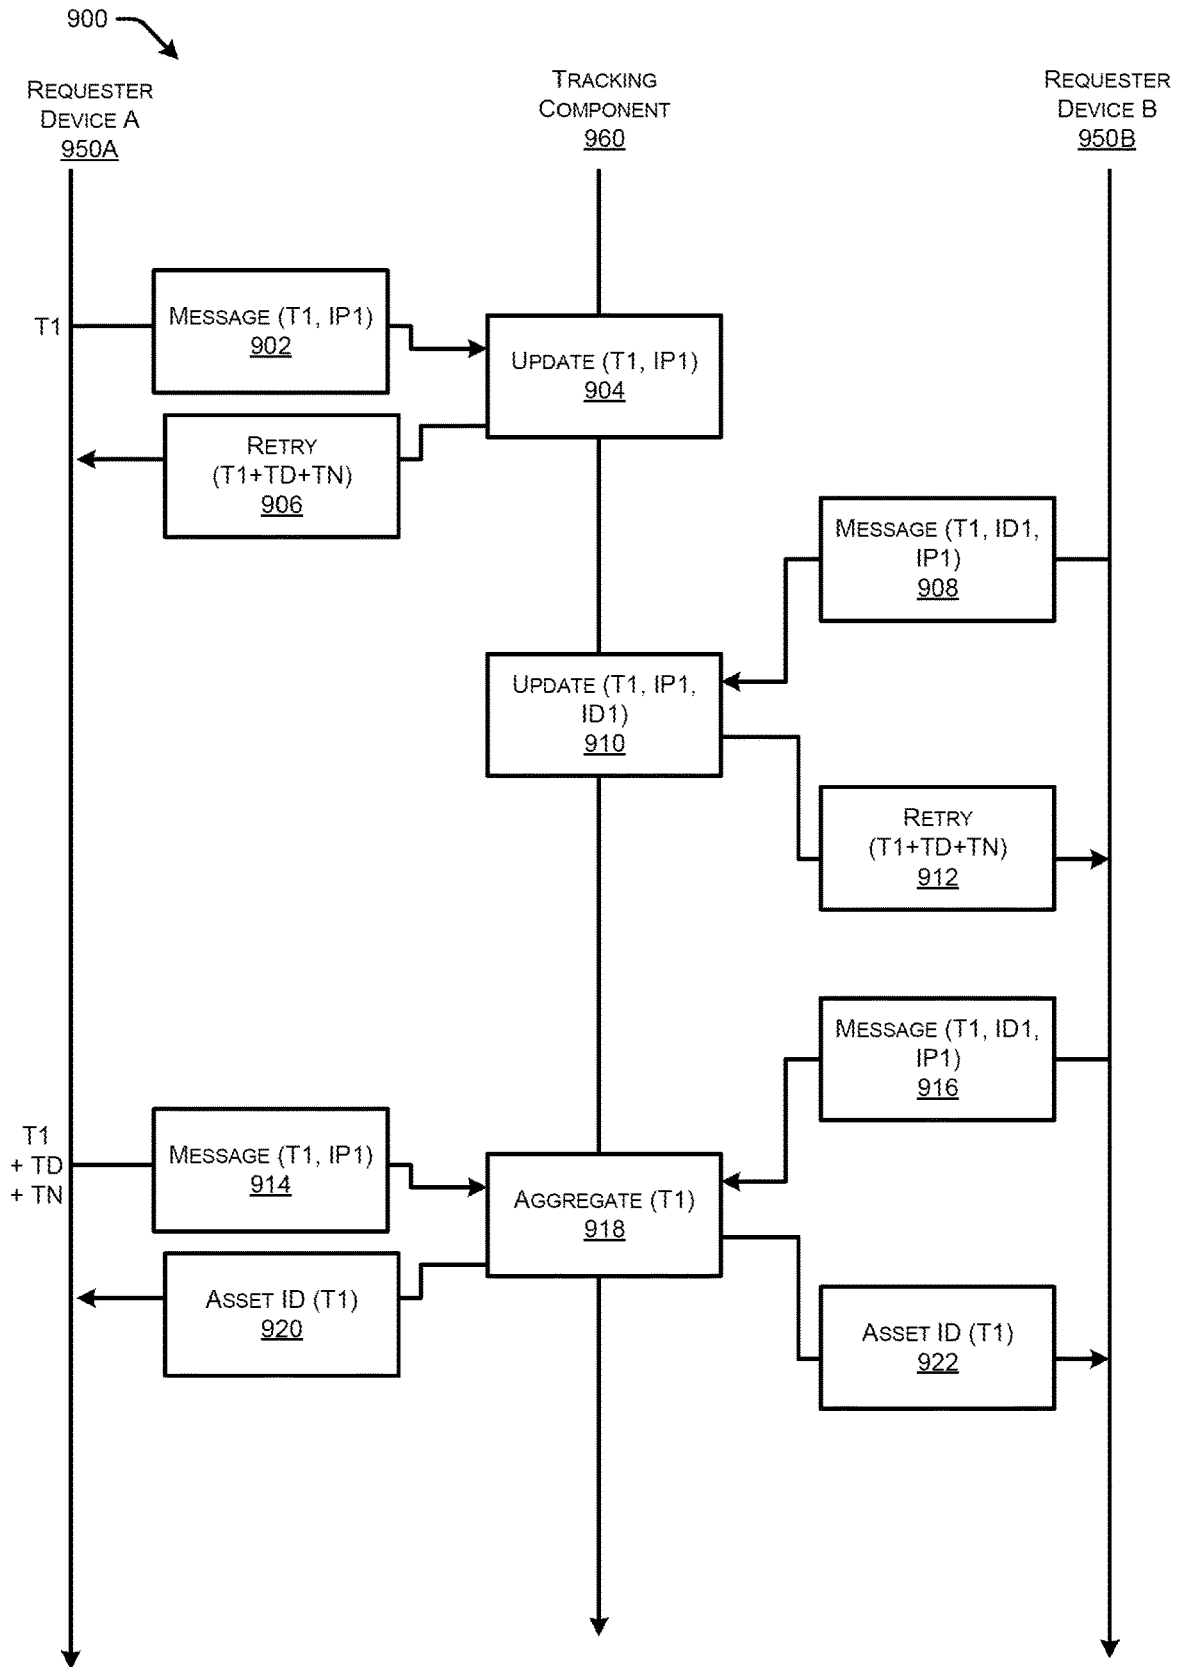 900
REQUESTER
DEVICE A
950A
TRACKING
COMPONENT
960
REQUESTER
DEVICE B
950B
T1
MESSAGE (T1, IP1)
902
UPDATE (T1, IP1)
904
RETRY
(T1+TD+TN)
906
MESSAGE (T1, ID1,
IP1)
908
UPDATE (T1, IP1,
ID1)
910
RETRY
(T1+TD+TN)
912
MESSAGE (T1, ID1,
IP1)
916
T1
+ TD
+ TN
MESSAGE (T1, IP1)
914
AGGREGATE (T1)
918
ASSET ID (T1)
920
ASSET ID (T1)
922